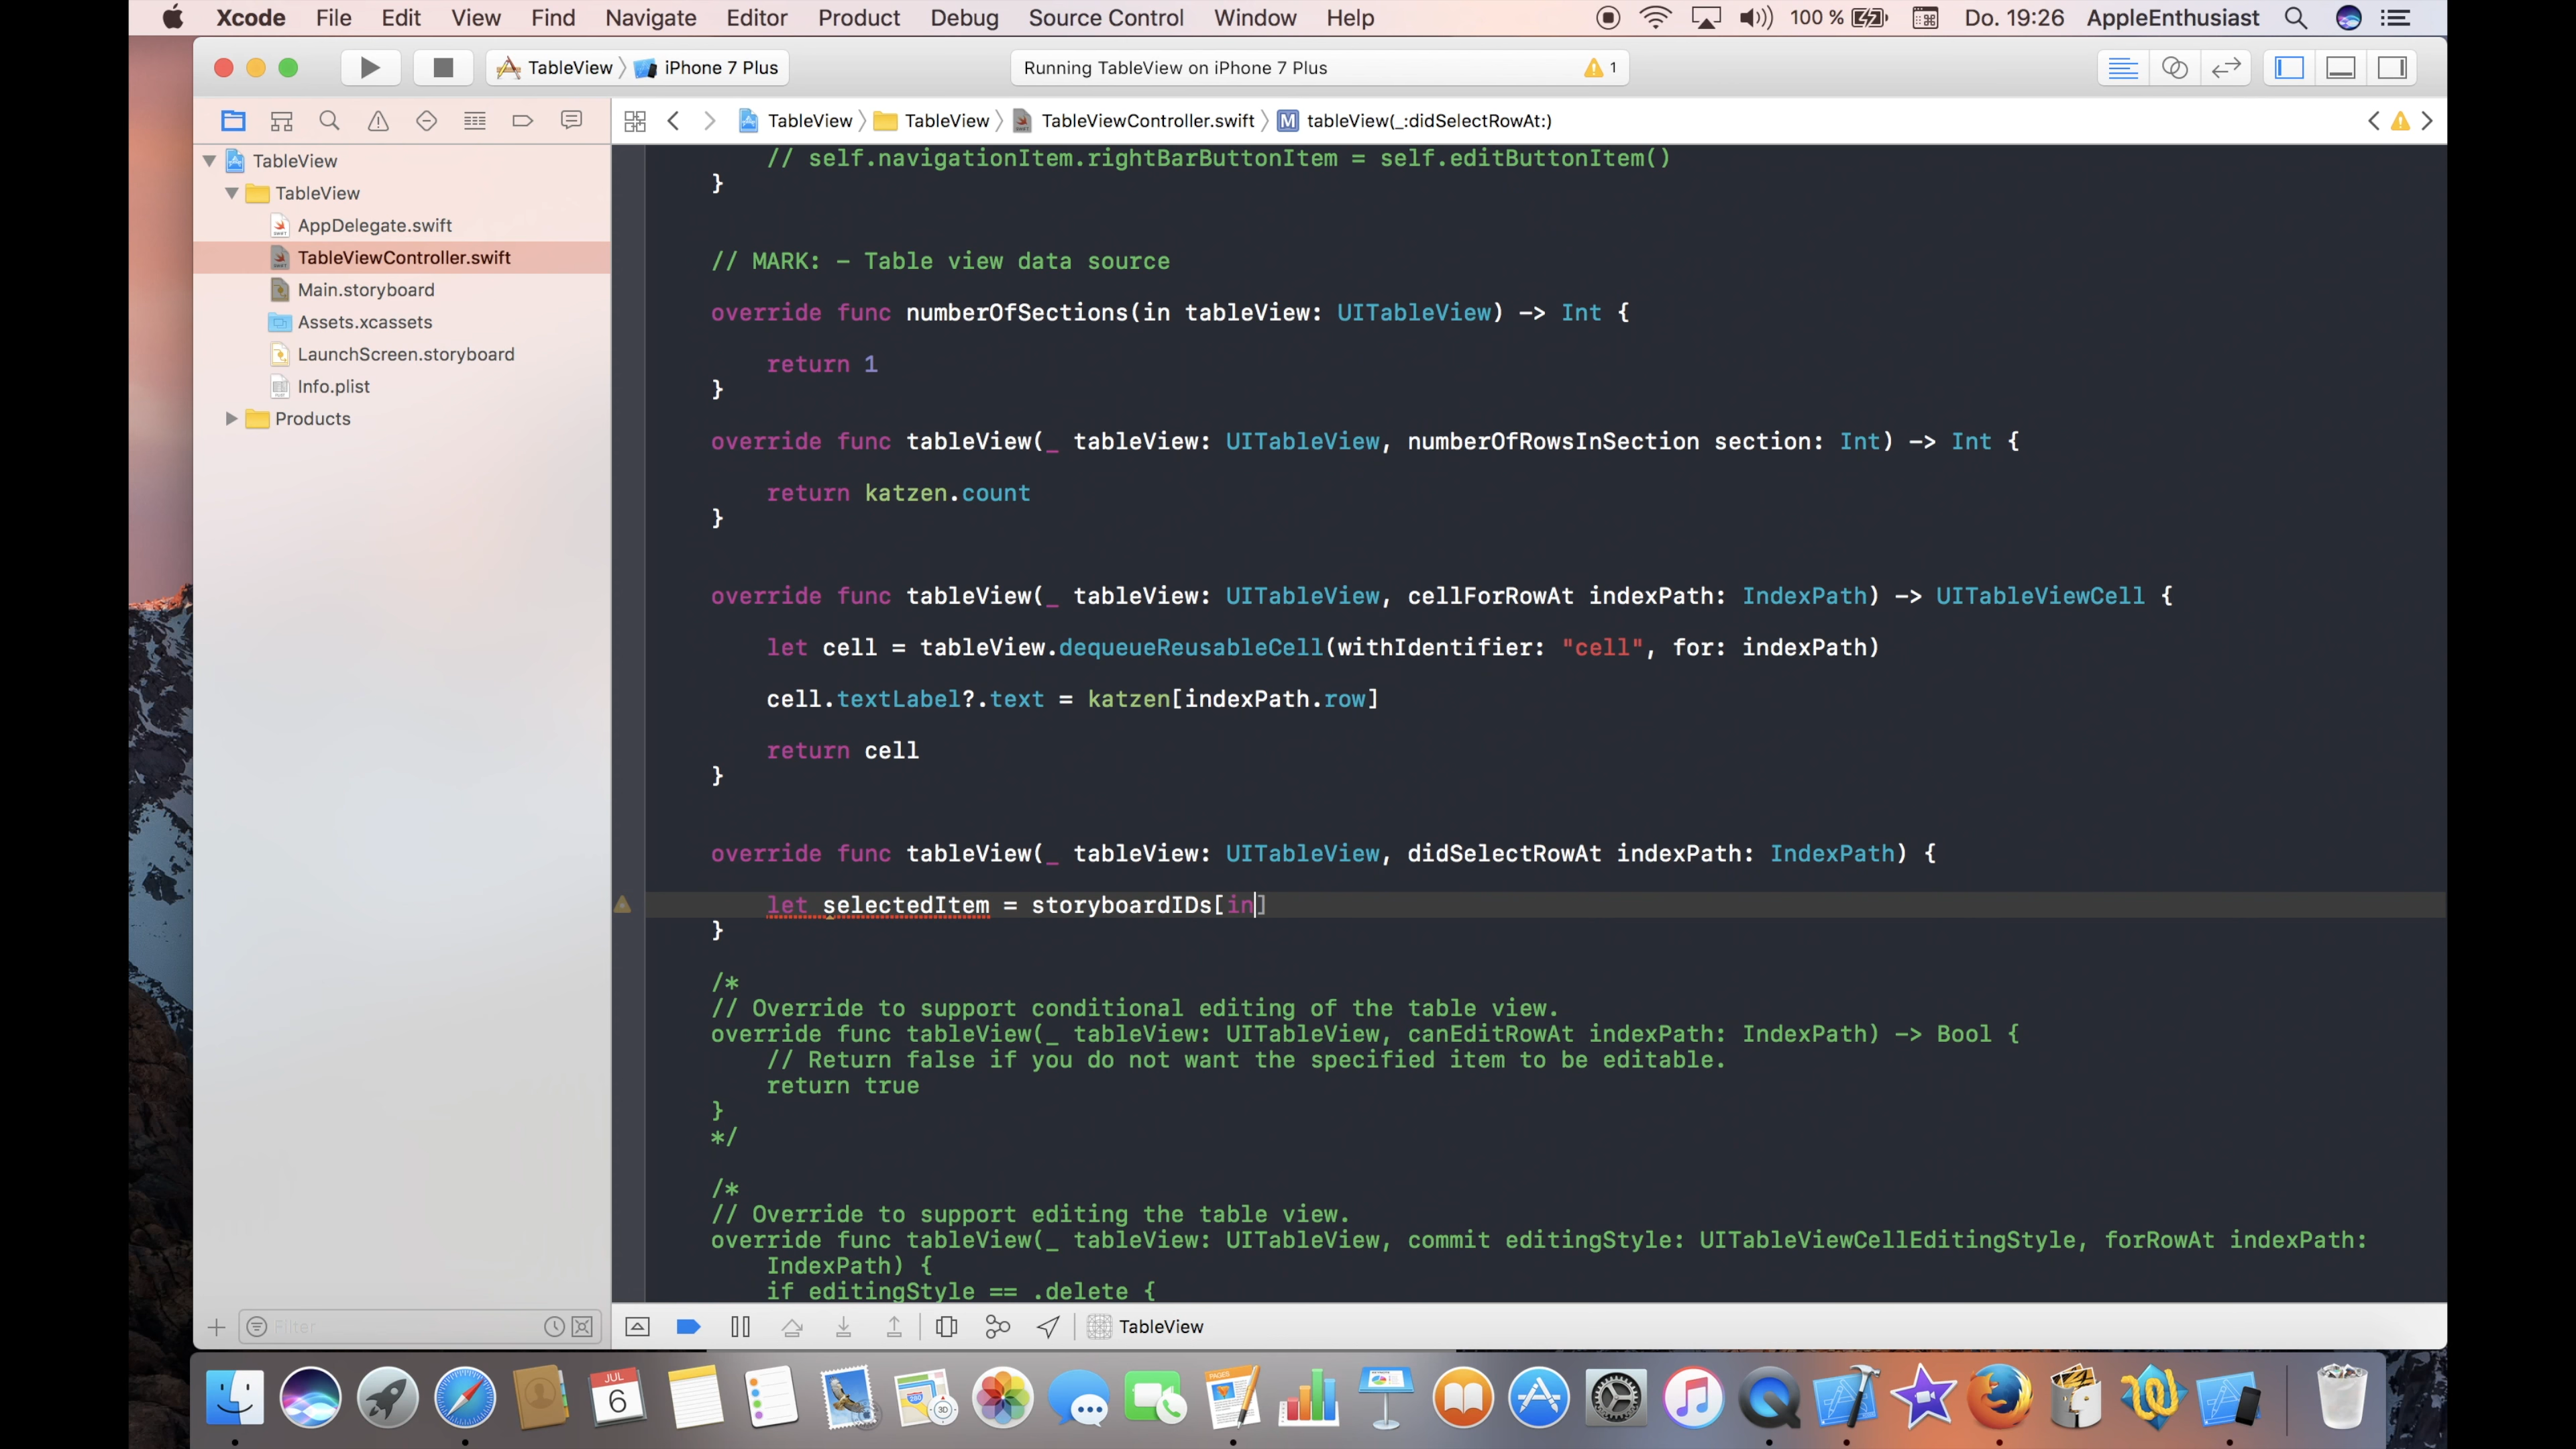 Xcode File Edit View Find Navigate Editor Product Debug Source Control Window Help 100 % Do. 19:26 AppleEnthusiast
TableView iPhone 7 Plus Running TableView on iPhone 7 Plus 1
TableView TableView TableViewController.swift M tableView(_:didSelectRowAt:)
TableView
TableView
AppDelegate.swift
TableViewController.swift
Main.storyboard
Assets.xcassets
LaunchScreen.storyboard
Info.plist
Products
// self.navigationItem.rightBarButtonItem = self.editButtonItem()
}
// MARK: - Table view data source
override func numberOfSections(in tableView: UITableView) -> Int {
return 1
}
override func tableView(_ tableView: UITableView, numberOfRowsInSection section: Int) -> Int {
return katzen.count
}
override func tableView(_ tableView: UITableView, cellForRowAt indexPath: IndexPath) -> UITableViewCell {
let cell = tableView.dequeueReusableCell(withIdentifier: "cell", for: indexPath)
cell.textLabel?.text = katzen[indexPath.row]
return cell
}
override func tableView(_ tableView: UITableView, didSelectRowAt indexPath: IndexPath) {
let selectedItem = storyboardIDs[in]
}
/*
// Override to support conditional editing of the table view.
override func tableView(_ tableView: UITableView, canEditRowAt indexPath: IndexPath) -> Bool {
// Return false if you do not want the specified item to be editable.
return true
}
*/
/*
// Override to support editing the table view.
override func tableView(_ tableView: UITableView, commit editingStyle: UITableViewCellEditingStyle, forRowAt indexPath:
IndexPath) {
if editingStyle == .delete {
Filter TableView
JUL
6
PAGES
280
3D